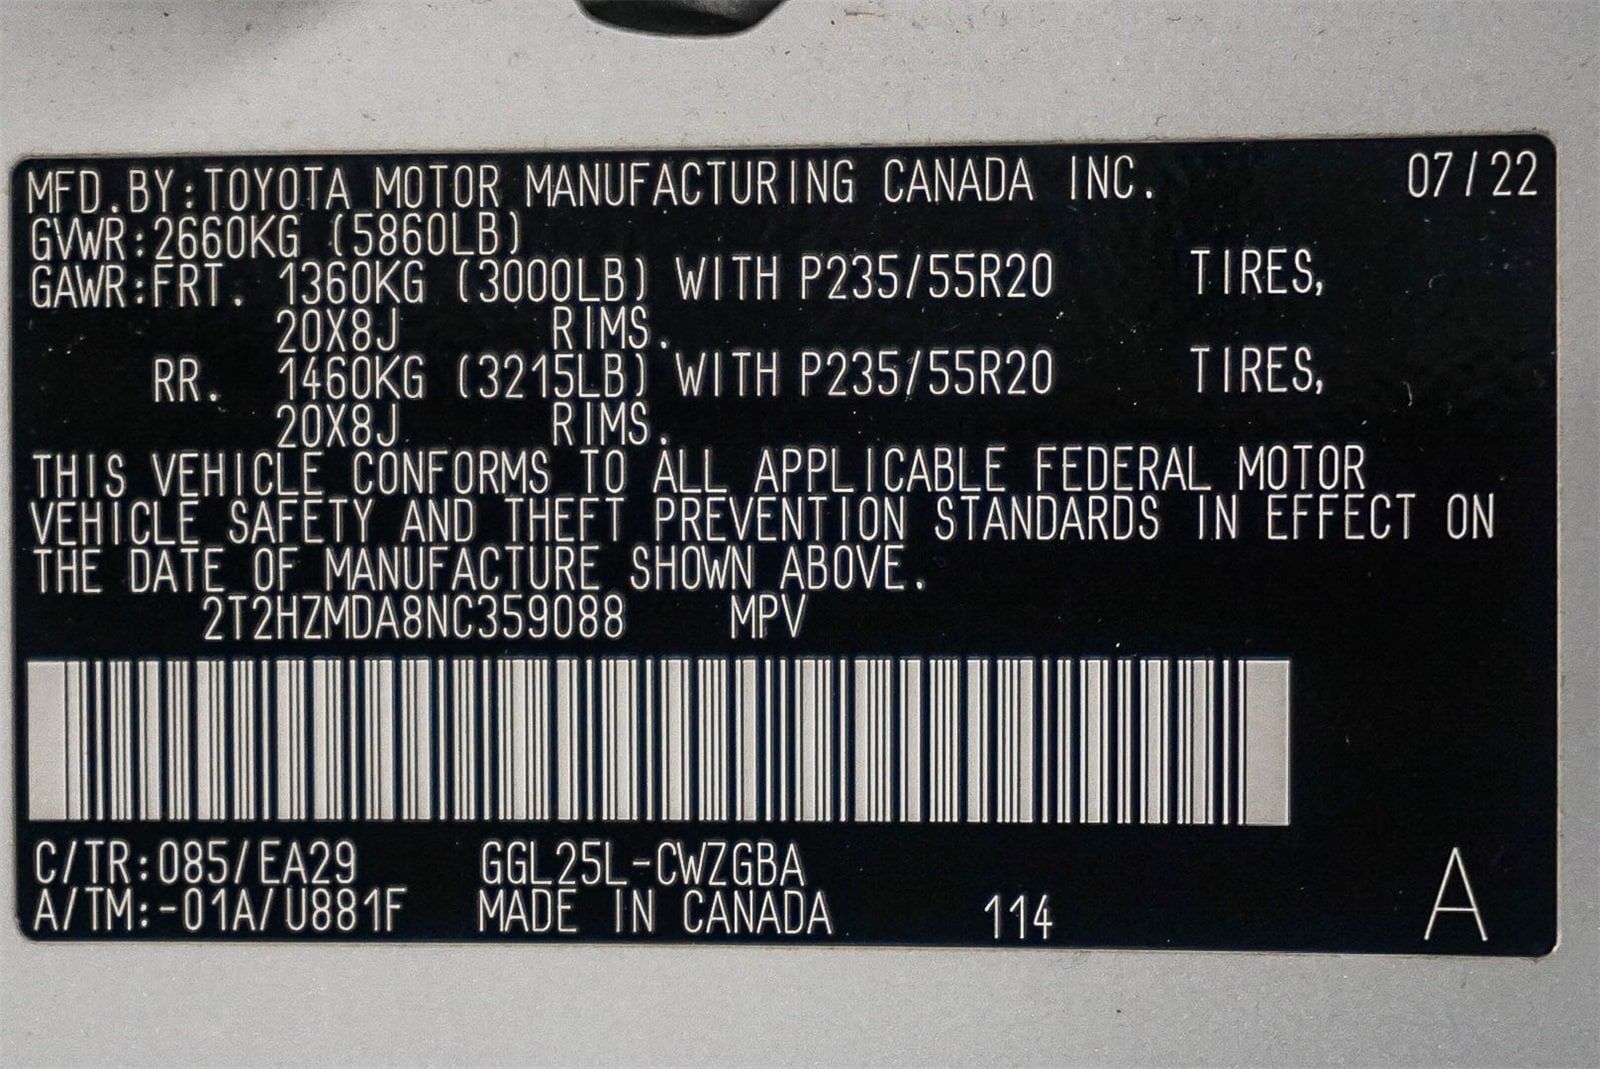 MFD.BY:TOYOTA MOTOR MANUFACTURING CANADA INC. 07/22
GVWR:2660KG (5860LB)
GAWR:FRT. 1360KG (3000LB) WITH P235/55R20 TIRES,
20X8J RIMS.
RR. 1460KG (3215LB) WITH P235/55R20 TIRES,
20X8J RIMS.
THIS VEHICLE CONFORMS TO ALL APPLICABLE FEDERAL MOTOR
VEHICLE SAFETY AND THEFT PREVENTION STANDARDS IN EFFECT ON
THE DATE OF MANUFACTURE SHOWN ABOVE.
2T2HZMDA8NC359088 MPV
C/TR:085/EA29 GGL25L-CWZGBA
A/TM:-01A/U881F MADE IN CANADA 114 A